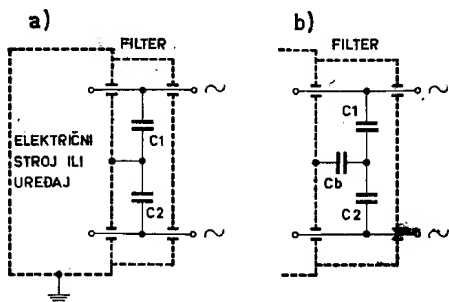 a)
FILTER
C1
C2
ELEKTRIČNI
STROJ ILI
UREĐAJ
~
~
b)
FILTER
C1
Cb
C2
~
~